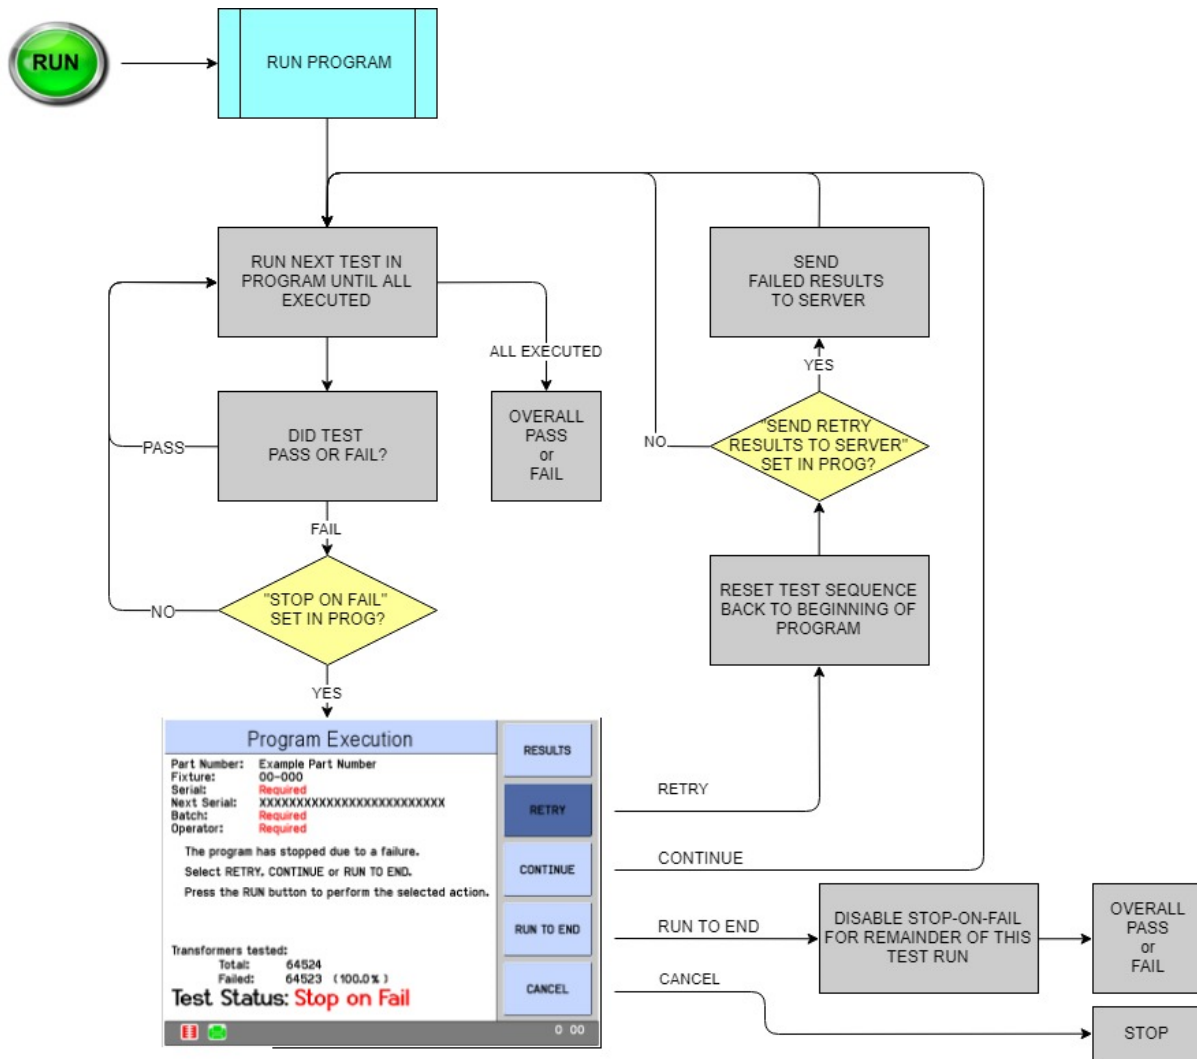 RUN
RUN PROGRAM
RUN NEXT TEST IN
PROGRAM UNTIL ALL
EXECUTED
SEND
FAILED RESULTS
TO SERVER
ALL EXECUTED
YES
DID TEST
PASS OR FAIL?
PASS
OVERALL
PASS
or
FAIL
NO
"SEND RETRY
RESULTS TO SERVER"
SET IN PROG?
FAIL
"STOP ON FAIL"
SET IN PROG?
NO
RESET TEST SEQUENCE
BACK TO BEGINNING OF
PROGRAM
YES
Program Execution
Part Number: Example Part Number
Fixture: 00-000
Serial: Required
Next Serial: XXXXXXXXXXXXXXXXXXXXXXXXX
Batch: Required
Operator: Required
The program has stopped due to a failure.
Select RETRY, CONTINUE or RUN TO END.
Press the RUN button to perform the selected action.
Transformers tested:
Total: 64524
Failed: 64523 (100.0%)
Test Status: Stop on Fail
0 00
RESULTS
RETRY
CONTINUE
RUN TO END
CANCEL
RETRY
CONTINUE
RUN TO END
CANCEL
DISABLE STOP-ON-FAIL
FOR REMAINDER OF THIS
TEST RUN
OVERALL
PASS
or
FAIL
STOP